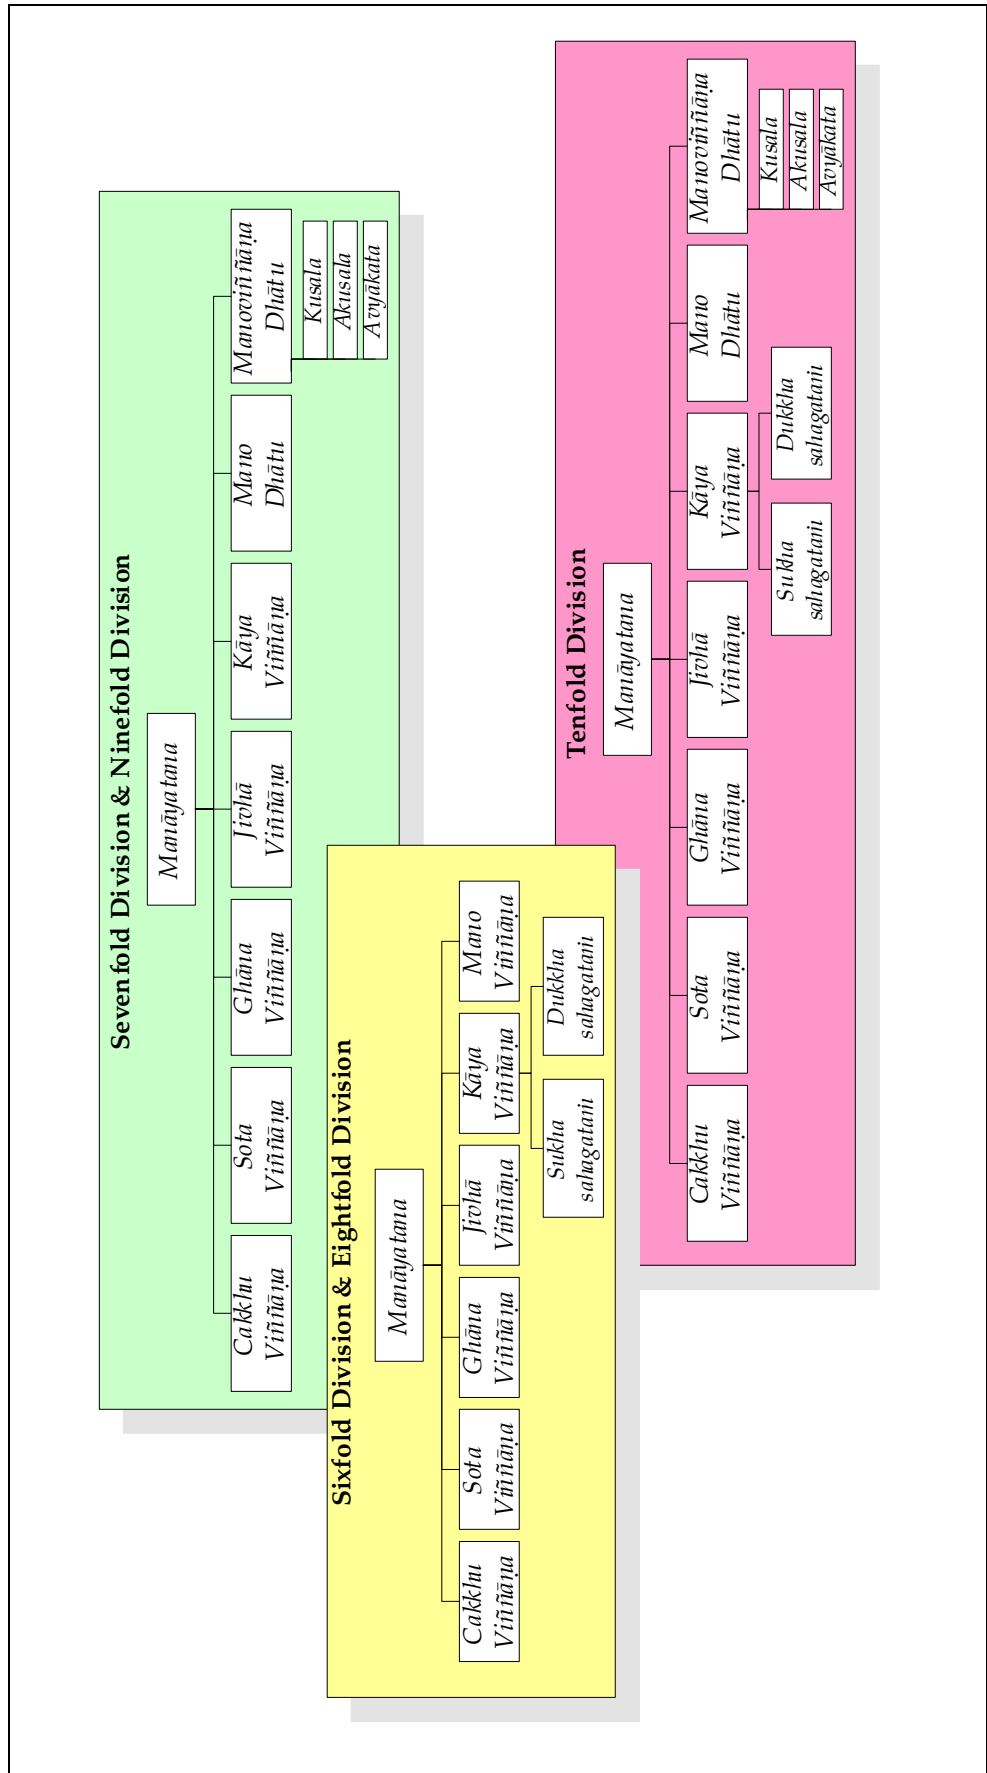 Sevenfold Division & Ninefold Division
Manāyatana
Cakkhu
Viññāṇa
Sota
Viññāṇa
Ghāna
Viññāṇa
Jivhā
Viññāṇa
Kāya
Viññāṇa
Mano
Dhātu
Manoviññāṇa
Dhātu
Kusala
Akusala
Avyākata
Sixfold Division & Eightfold Division
Manāyatana
Cakkhu
Viññāṇa
Sota
Viññāṇa
Ghāna
Viññāṇa
Jivhā
Viññāṇa
Kāya
Viññāṇa
Mano
Viññāṇa
Sukha
sahagataṁ
Dukkha
sahagataṁ
Tenfold Division
Manāyatana
Cakkhu
Viññāṇa
Sota
Viññāṇa
Ghāna
Viññāṇa
Jivhā
Viññāṇa
Kāya
Viññāṇa
Mano
Dhātu
Manoviññāṇa
Dhātu
Sukha
sahagataṁ
Dukkha
sahagataṁ
Kusala
Akusala
Avyākata